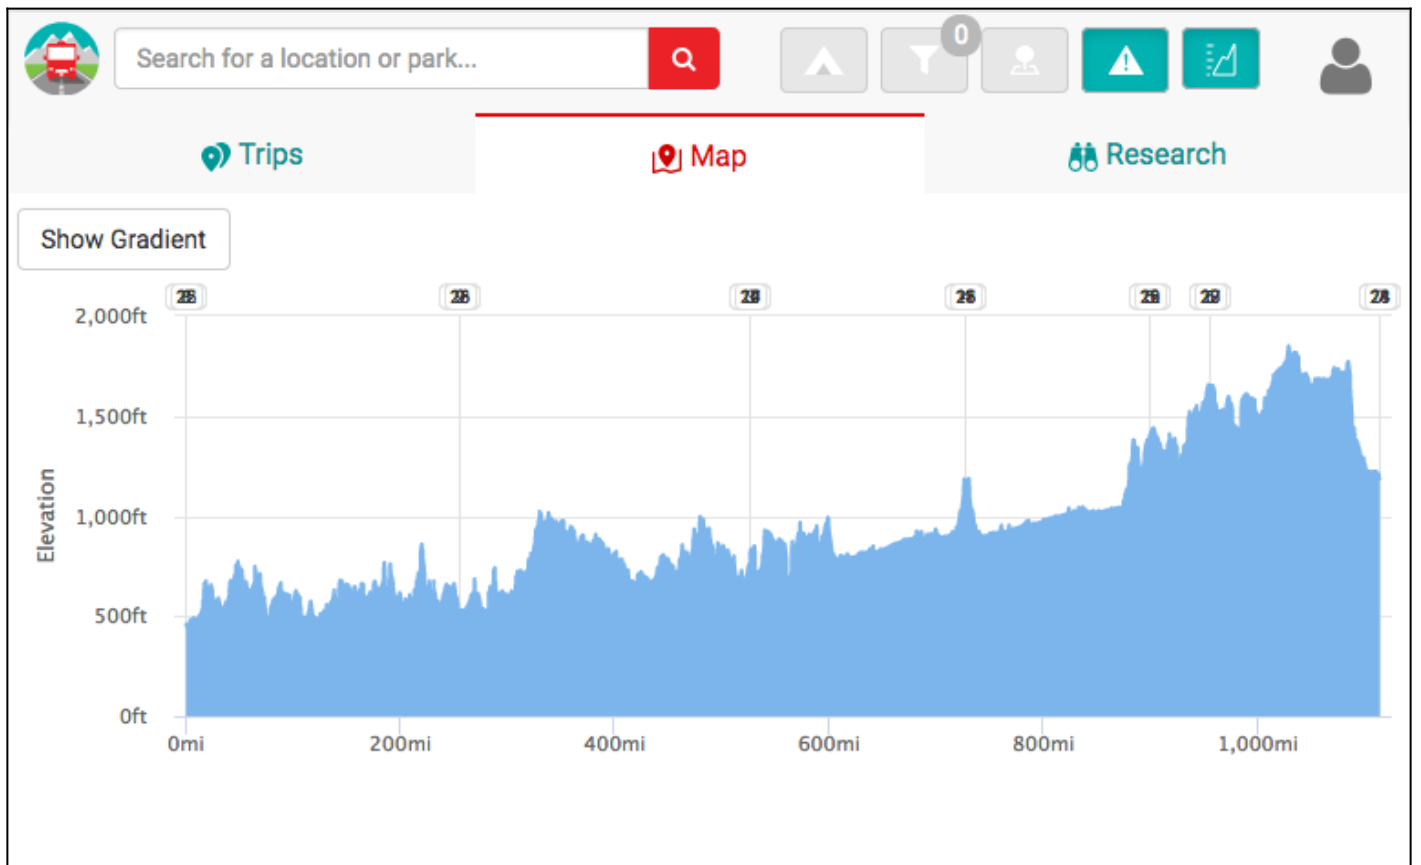 Search for a location or park...
0
Trips
Map
Research
Show Gradient
2,000ft
1,500ft
1,000ft
500ft
0ft
Elevation
0mi 200mi 400mi 600mi 800mi 1,000mi